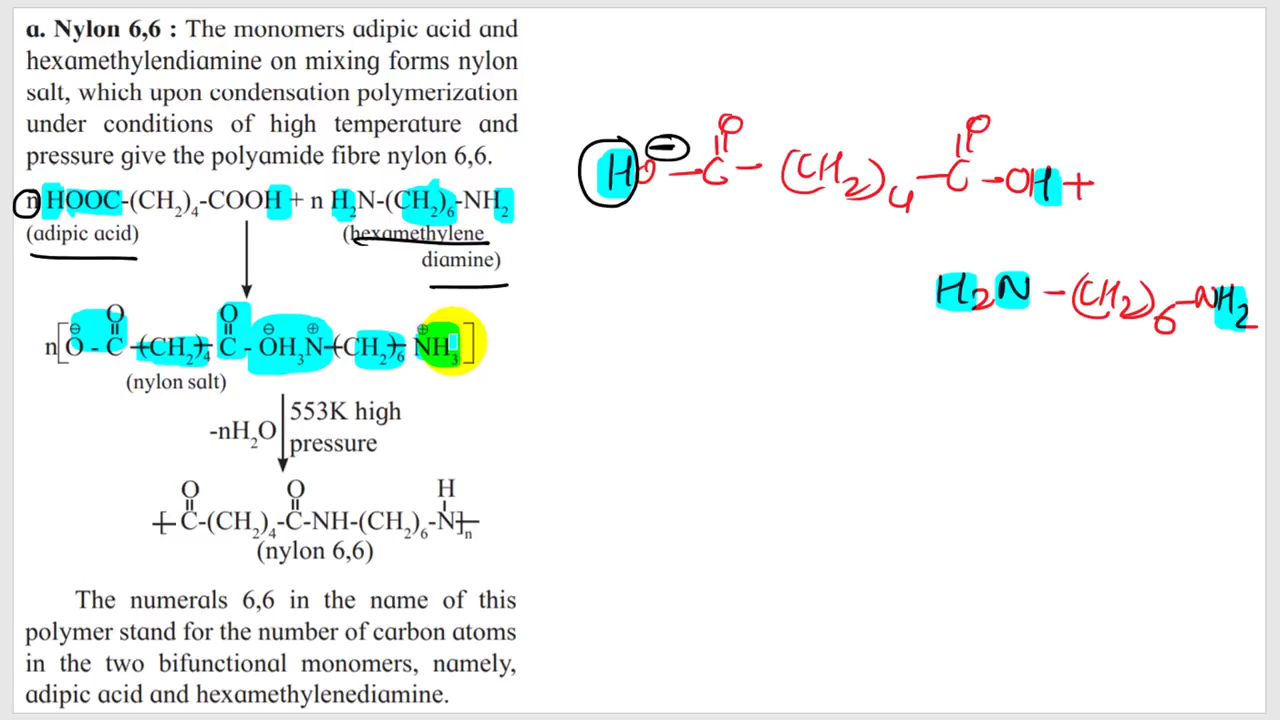 a. Nylon 6,6 : The monomers adipic acid and
hexamethylendiamine on mixing forms nylon
salt, which upon condensation polymerization
under conditions of high temperature and
pressure give the polyamide fibre nylon 6,6.
n HOOC-(CH₂)₄-COOH + n H₂N-(CH₂)₆-NH₂
(adipic acid) (hexamethylene
diamine)
O O
|| ||
n[O⊖ - C-(CH₂)₄-C - O⊖H₃N⊕-(CH₂)₆-N⊕H₃]
(nylon salt)
-nH₂O 553K high
pressure
O O H
|| || |
[C-(CH₂)₄-C-NH-(CH₂)₆-N]ₙ
(nylon 6,6)
The numerals 6,6 in the name of this
polymer stand for the number of carbon atoms
in the two bifunctional monomers, namely,
adipic acid and hexamethylenediamine.
O O
|| ||
HO⁻ - C - (CH₂)₄ - C - OH +
H₂N - (CH₂)₆ - NH₂